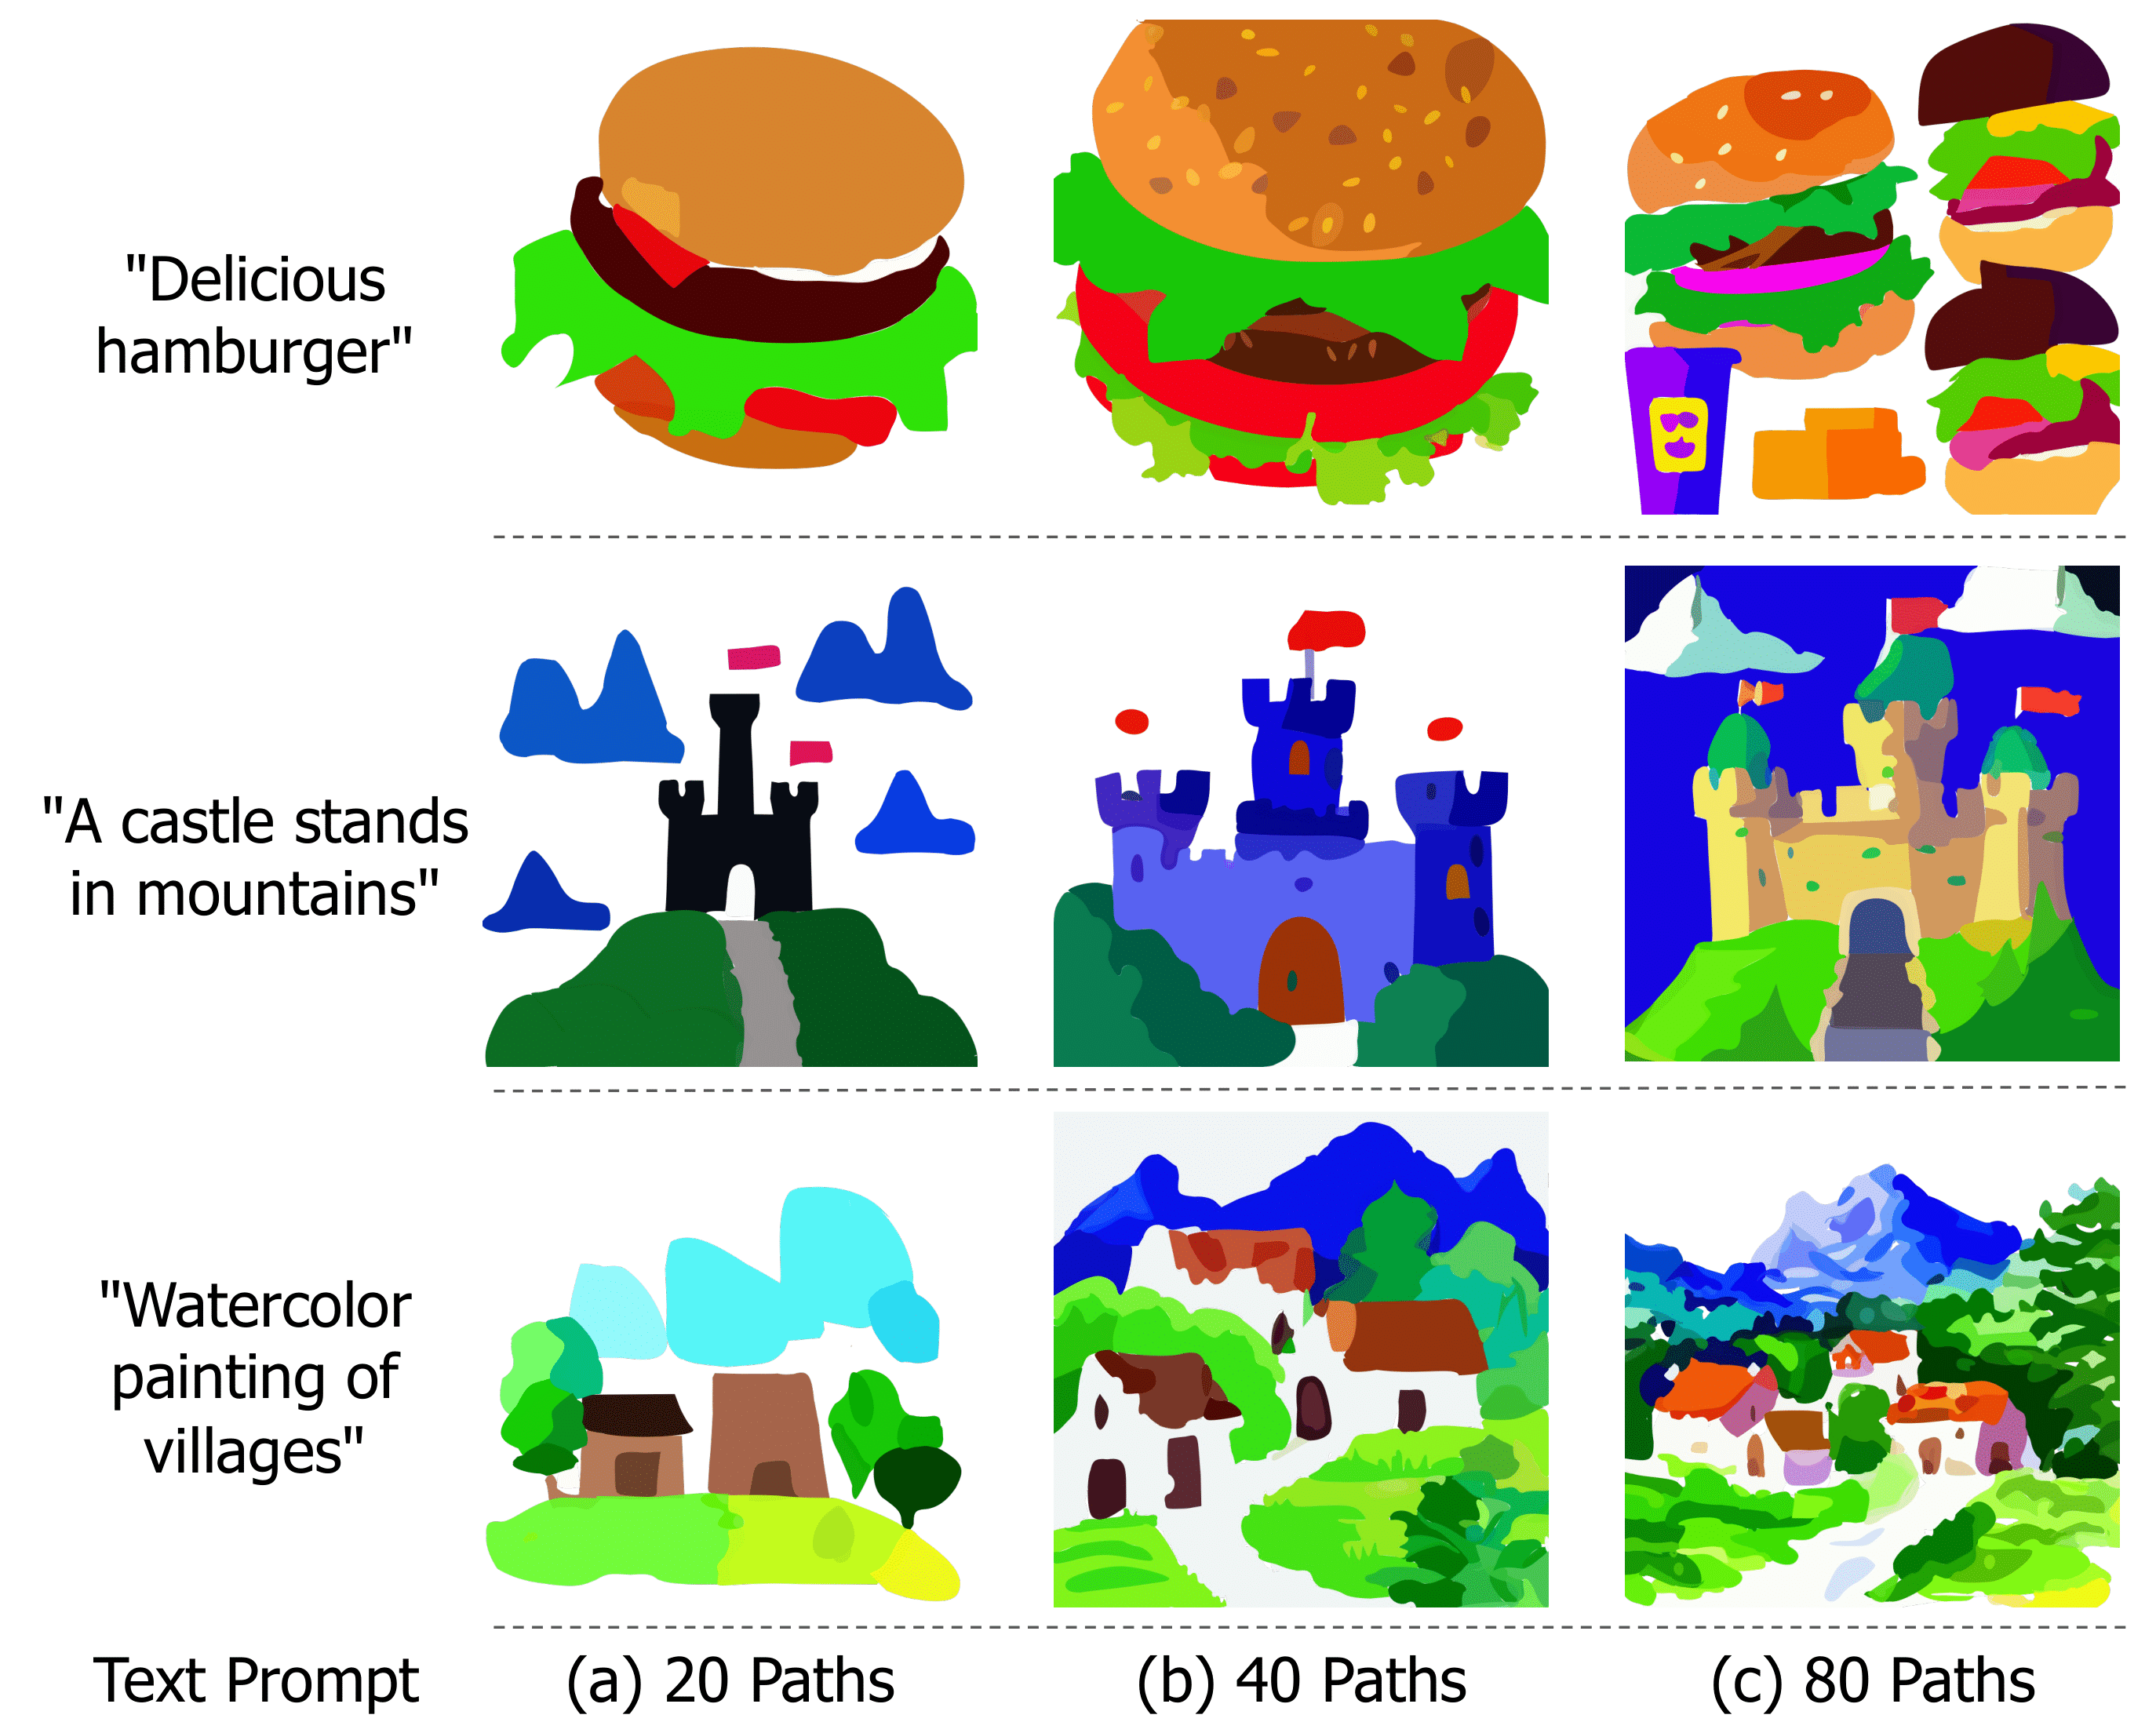 "Delicious
hamburger"
"A castle stands
in mountains"
"Watercolor
painting of
villages"
Text Prompt
(a) 20 Paths
(b) 40 Paths
(c) 80 Paths